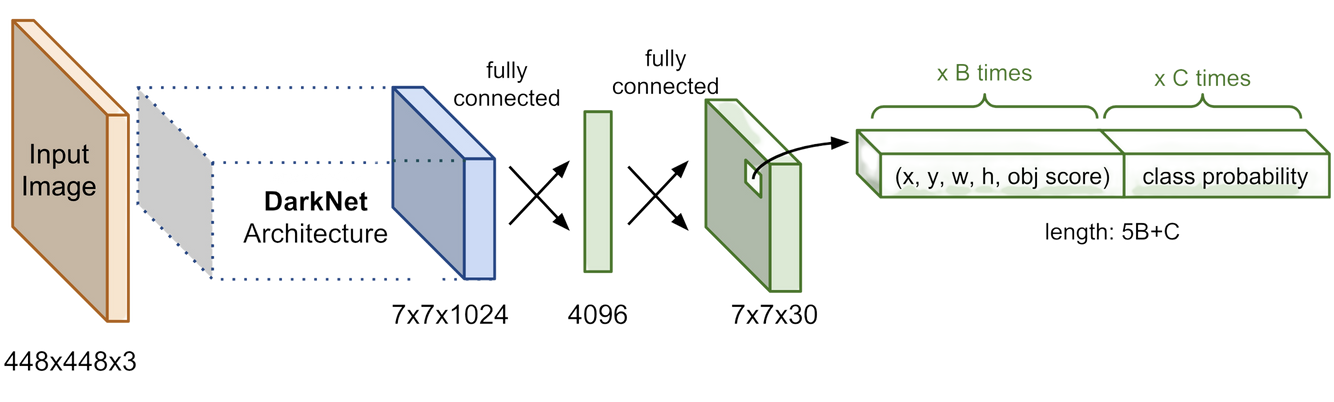 Input
Image
448x448x3
DarkNet
Architecture
7x7x1024
fully
connected
4096
fully
connected
7x7x30
x B times
x C times
(x, y, w, h, obj score)
class probability
length: 5B+C